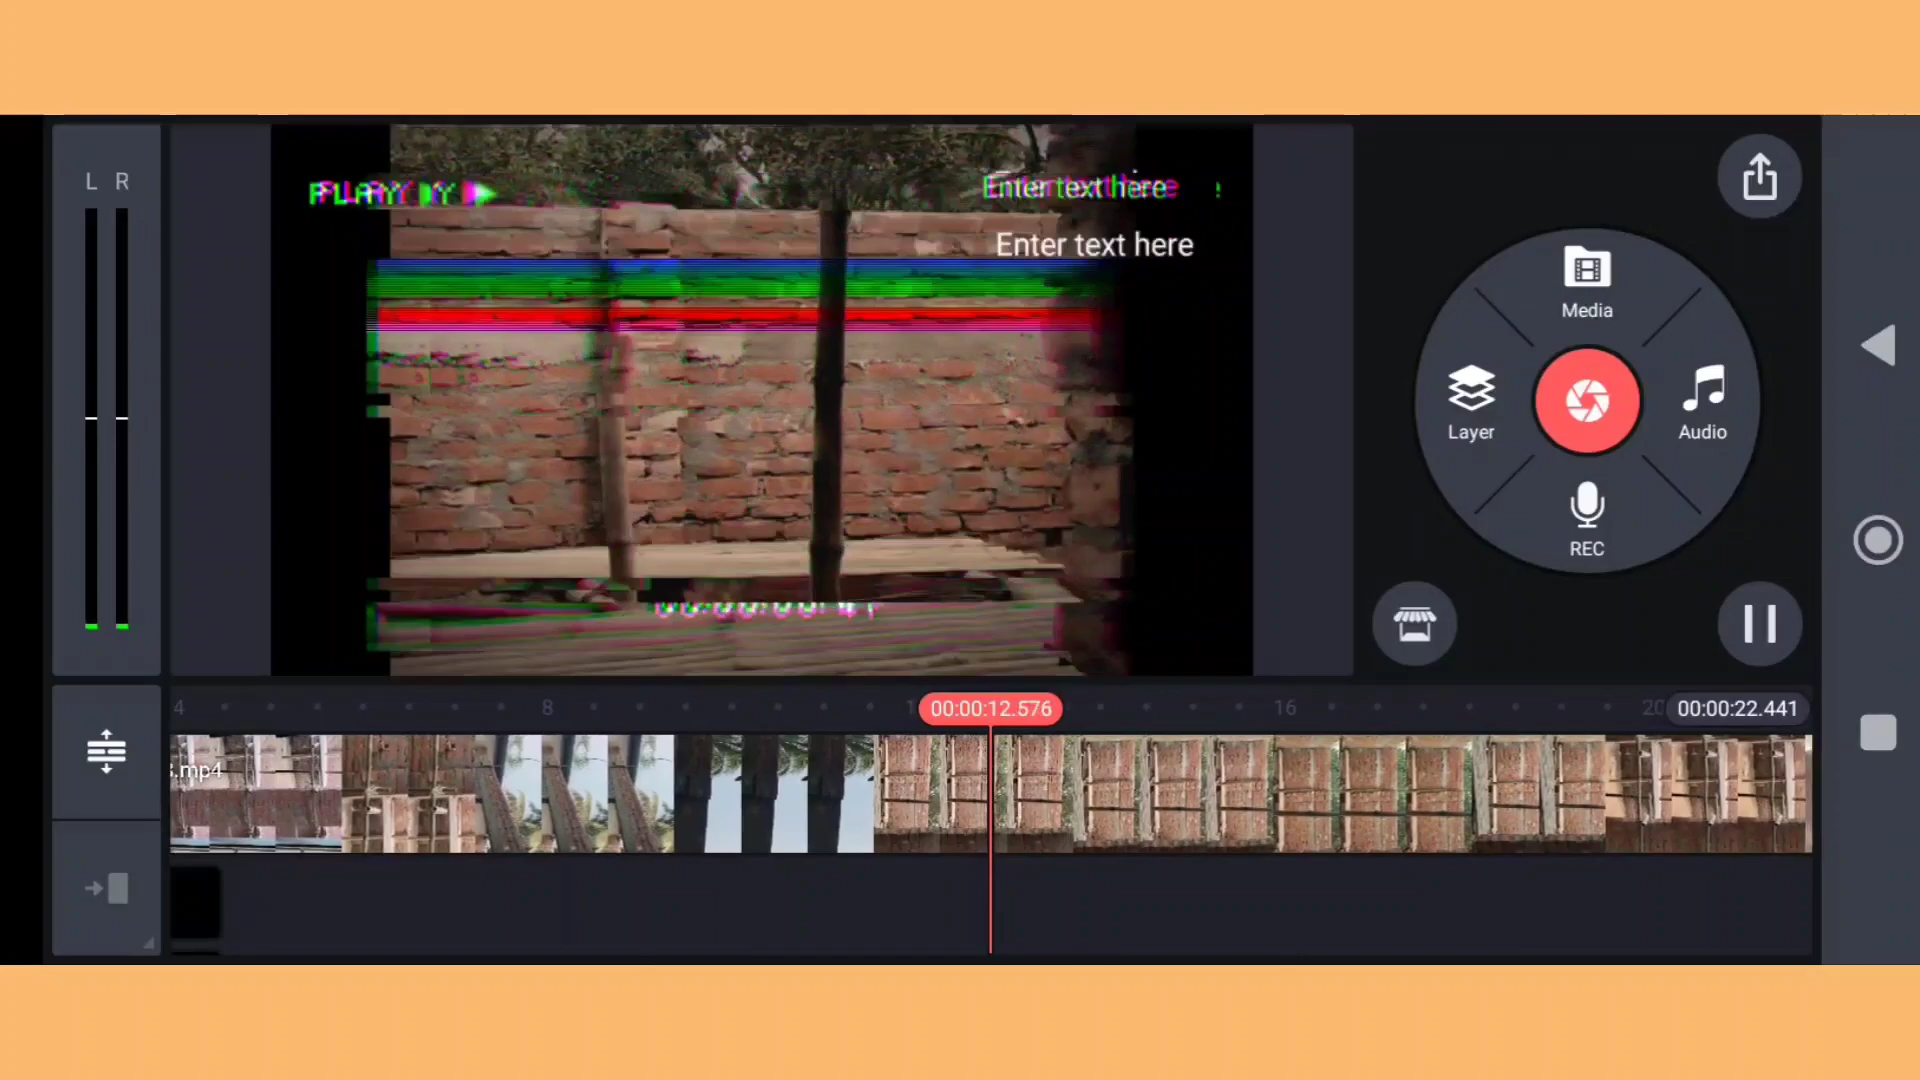 L R
PLAY
Enter text here
Enter text here
Media
Layer
Audio
REC
4
8
00:00:12.576
16
20
00:00:22.441
.mp4